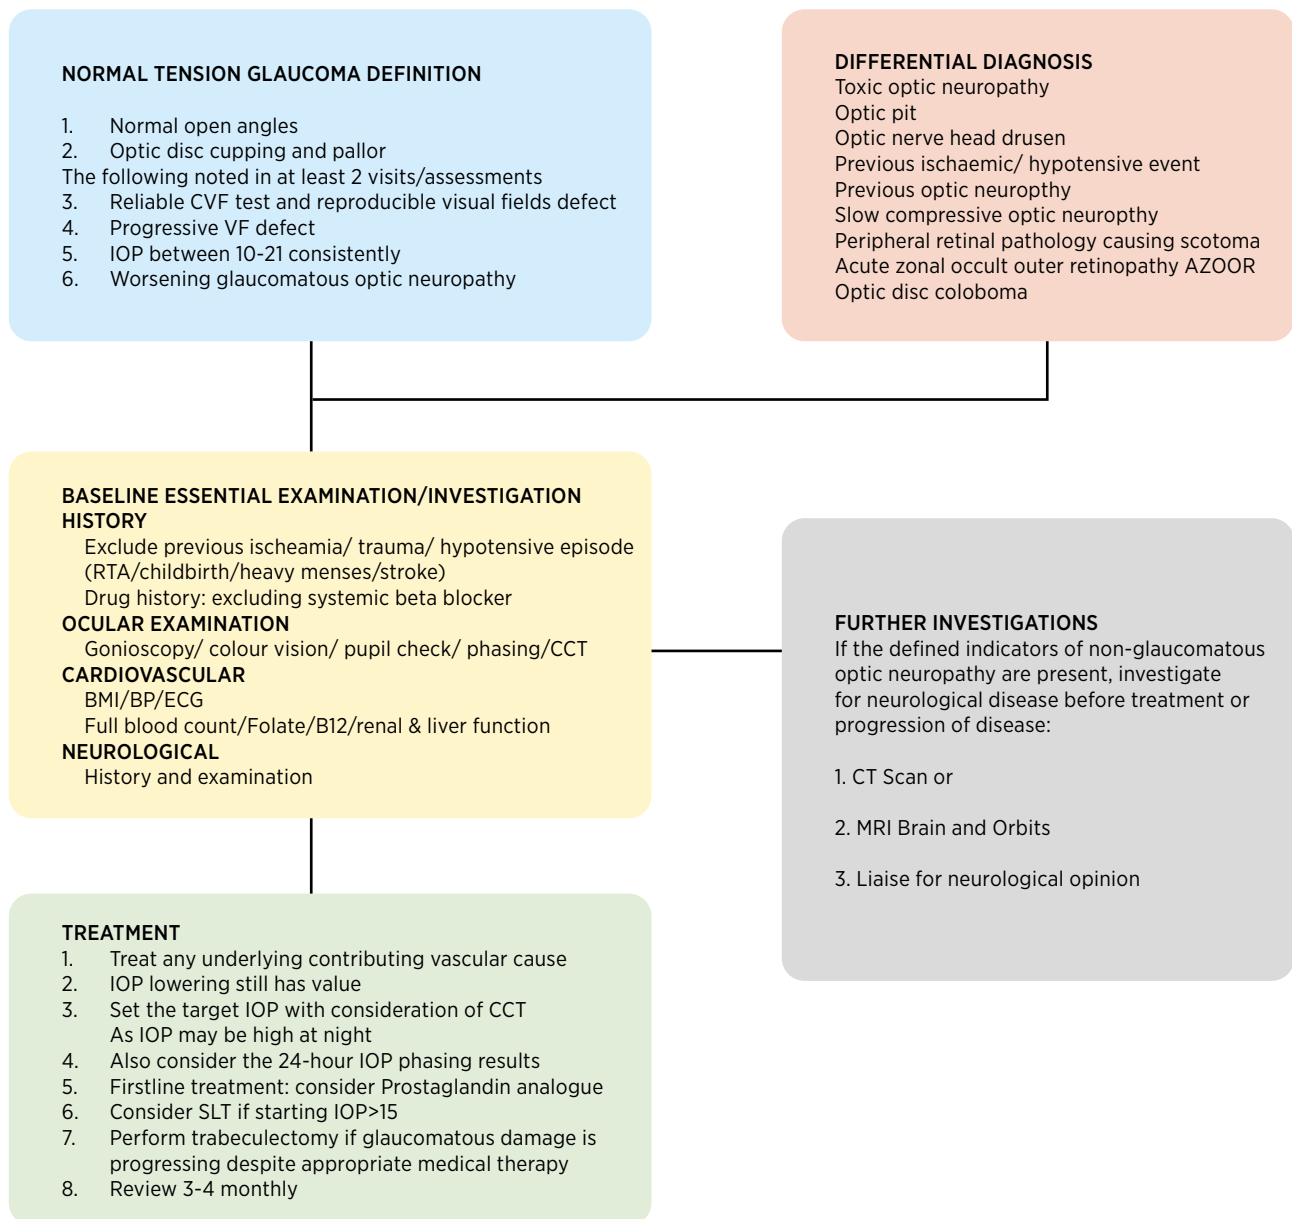 NORMAL TENSION GLAUCOMA DEFINITION
1. Normal open angles
2. Optic disc cupping and pallor
The following noted in at least 2 visits/assessments
3. Reliable CVF test and reproducible visual fields defect
4. Progressive VF defect
5. IOP between 10-21 consistently
6. Worsening glaucomatous optic neuropathy
DIFFERENTIAL DIAGNOSIS
Toxic optic neuropathy
Optic pit
Optic nerve head drusen
Previous ischaemic/ hypotensive event
Previous optic neuropthy
Slow compressive optic neuropthy
Peripheral retinal pathology causing scotoma
Acute zonal occult outer retinopathy AZOOR
Optic disc coloboma
BASELINE ESSENTIAL EXAMINATION/INVESTIGATION
HISTORY
Exclude previous ischeamia/ trauma/ hypotensive episode
(RTA/childbirth/heavy menses/stroke)
Drug history: excluding systemic beta blocker
OCULAR EXAMINATION
Gonioscopy/ colour vision/ pupil check/ phasing/CCT
CARDIOVASCULAR
BMI/BP/ECG
Full blood count/Folate/B12/renal & liver function
NEUROLOGICAL
History and examination
FURTHER INVESTIGATIONS
If the defined indicators of non-glaucomatous
optic neuropathy are present, investigate
for neurological disease before treatment or
progression of disease:
1. CT Scan or
2. MRI Brain and Orbits
3. Liaise for neurological opinion
TREATMENT
1. Treat any underlying contributing vascular cause
2. IOP lowering still has value
3. Set the target IOP with consideration of CCT
As IOP may be high at night
4. Also consider the 24-hour IOP phasing results
5. Firstline treatment: consider Prostaglandin analogue
6. Consider SLT if starting IOP>15
7. Perform trabeculectomy if glaucomatous damage is
progressing despite appropriate medical therapy
8. Review 3-4 monthly